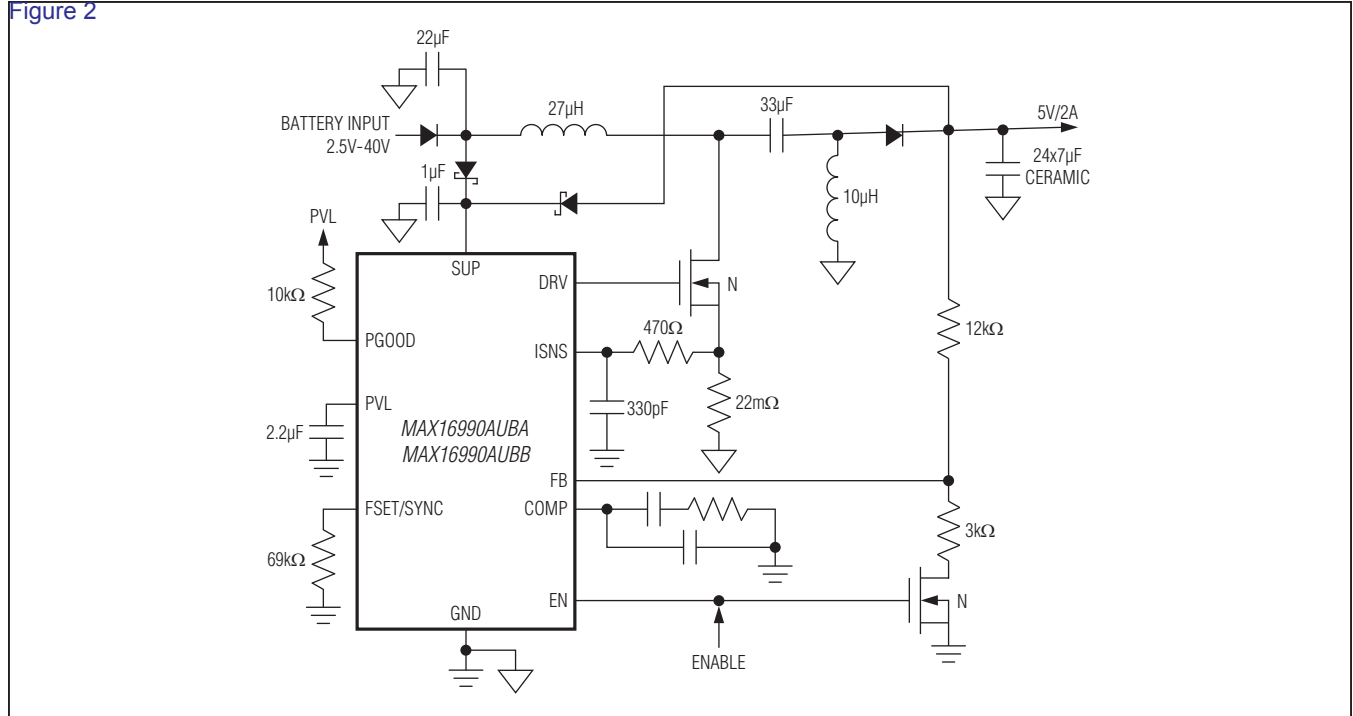 Figure 2
22µF
BATTERY INPUT
2.5V-40V
27µH
33µF
5V/2A
1µF
24x7µF
CERAMIC
10µH
PVL
SUP
10kΩ
DRV
N
PGOOD
ISNS
470Ω
12kΩ
330pF
22mΩ
PVL
2.2µF
MAX16990AUBA
MAX16990AUBB
FB
FSET/SYNC
COMP
69kΩ
3kΩ
EN
N
GND
ENABLE